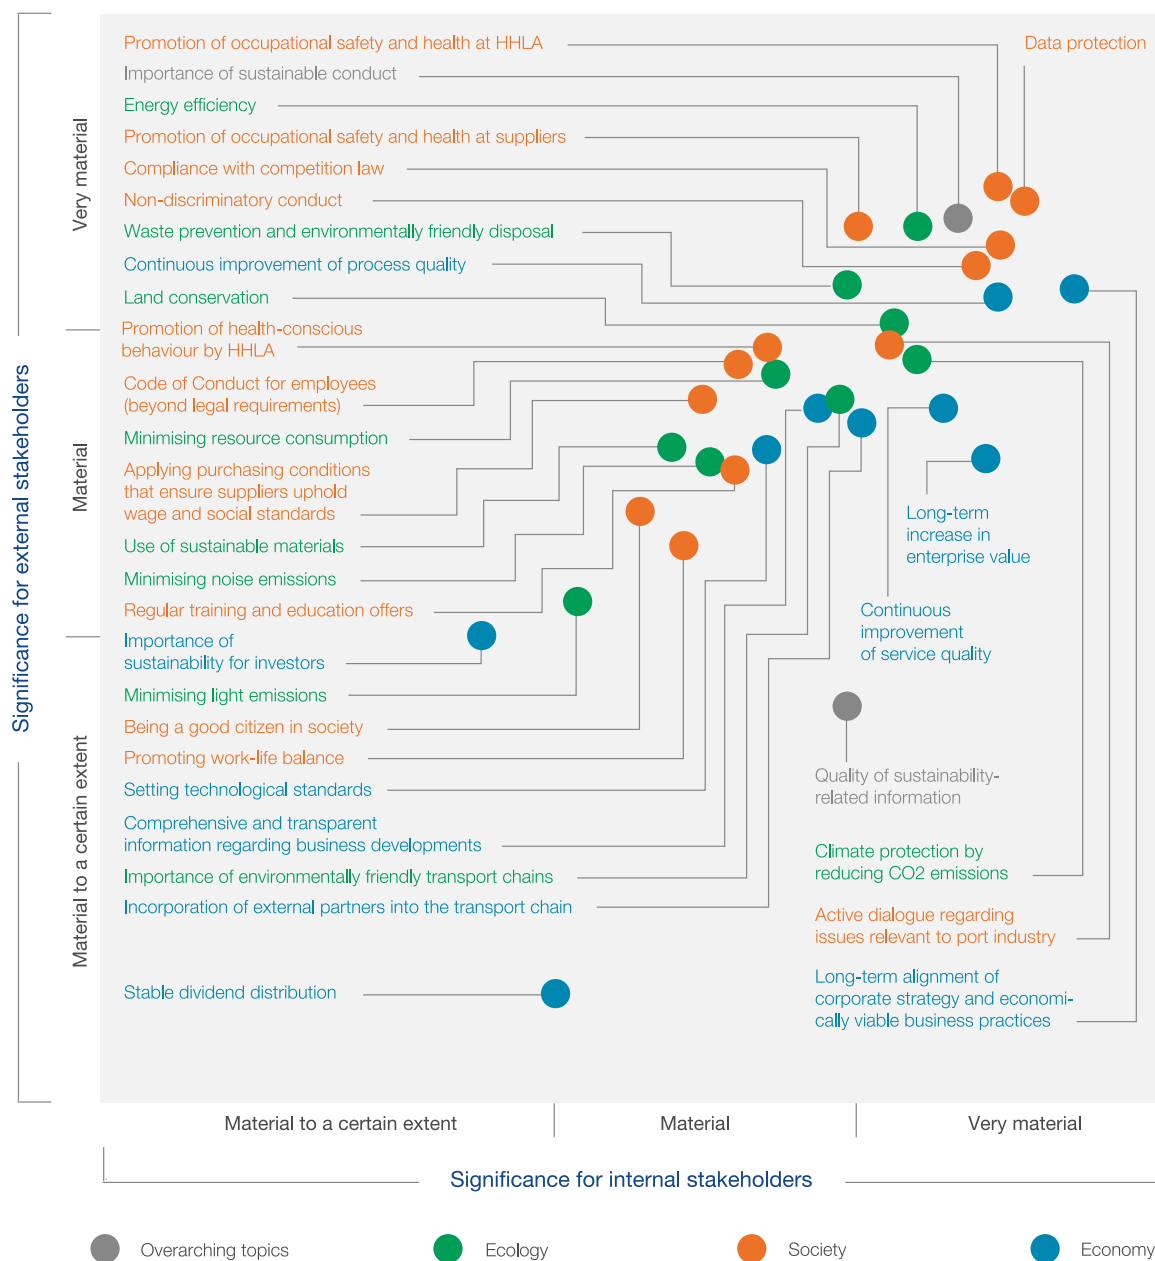 Promotion of occupational safety and health at HHLA
Data protection
Importance of sustainable conduct
Energy efficiency
Promotion of occupational safety and health at suppliers
Compliance with competition law
Non-discriminatory conduct
Waste prevention and environmentally friendly disposal
Continuous improvement of process quality
Land conservation
Promotion of health-conscious
behaviour by HHLA
Code of Conduct for employees
(beyond legal requirements)
Minimising resource consumption
Applying purchasing conditions
that ensure suppliers uphold
wage and social standards
Use of sustainable materials
Minimising noise emissions
Regular training and education offers
Importance of
sustainability for investors
Minimising light emissions
Being a good citizen in society
Promoting work-life balance
Setting technological standards
Comprehensive and transparent
information regarding business developments
Importance of environmentally friendly transport chains
Incorporation of external partners into the transport chain
Stable dividend distribution
Long-term
increase in
enterprise value
Continuous
improvement
of service quality
Quality of sustainability-
related information
Climate protection by
reducing CO2 emissions
Active dialogue regarding
issues relevant to port industry
Long-term alignment of
corporate strategy and economi-
cally viable business practices
Significance for external stakeholders
Very material
Material
Material to a certain extent
Material to a certain extent
Material
Very material
Significance for internal stakeholders
Overarching topics
Ecology
Society
Economy